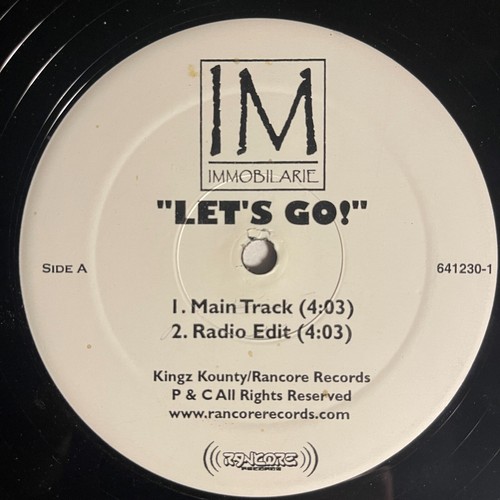 IM
IMMOBILARIE
"LET'S GO!"
SIDE A
641230-1
1. Main Track (4:03)
2. Radio Edit (4:03)
Kingz Kounty/Rancore Records
P & C All Rights Reserved
www.rancorerecords.com
RANCORE
RECORDS